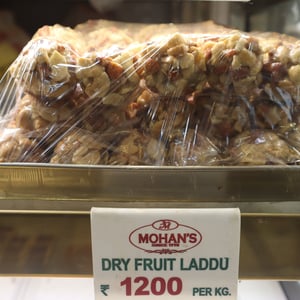 MOHAN'S
DRY FRUIT LADDU
₹ 1200 PER KG.